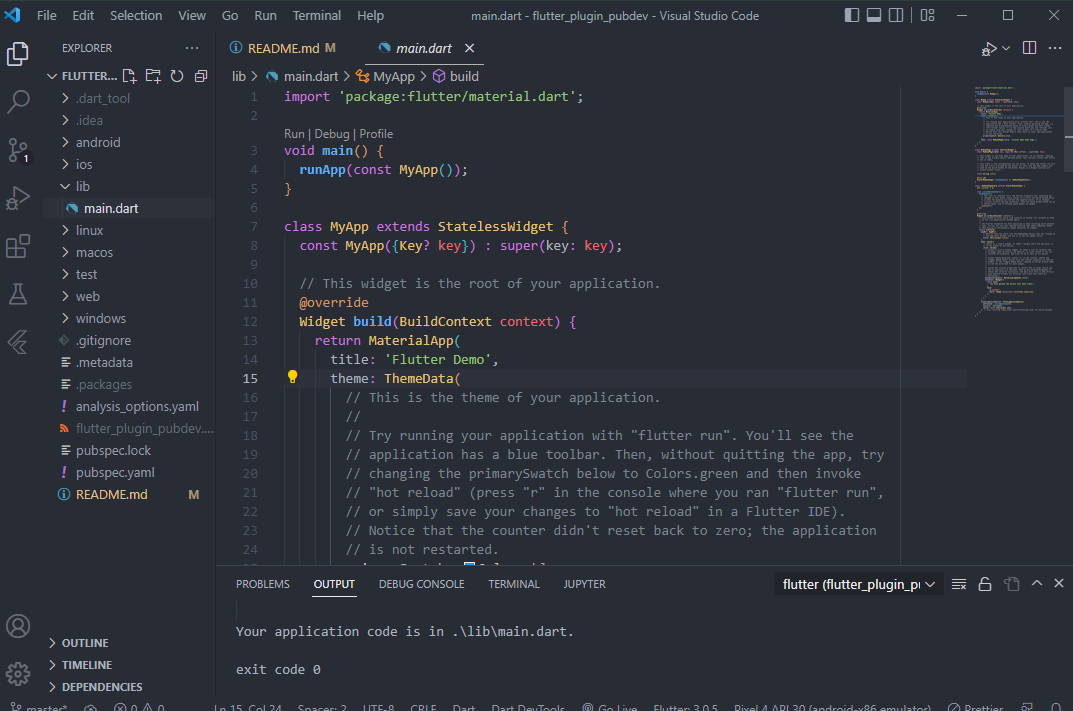 File Edit Selection View Go Run Terminal Help main.dart - flutter_plugin_pubdev - Visual Studio Code
EXPLORER
FLUTTER...
.dart_tool
.idea
android
ios
lib
main.dart
linux
macos
test
web
windows
.gitignore
.metadata
.packages
analysis_options.yaml
flutter_plugin_pubdev....
pubspec.lock
pubspec.yaml
README.md M
OUTLINE
TIMELINE
DEPENDENCIES
1
README.md M main.dart
lib > main.dart > MyApp > build
1 import 'package:flutter/material.dart';
2
Run | Debug | Profile
3 void main() {
4 runApp(const MyApp());
5 }
6
7 class MyApp extends StatelessWidget {
8 const MyApp({Key? key}) : super(key: key);
9
10 // This widget is the root of your application.
11 @override
12 Widget build(BuildContext context) {
13 return MaterialApp(
14 title: 'Flutter Demo',
15 theme: ThemeData(
16 // This is the theme of your application.
17 //
18 // Try running your application with "flutter run". You'll see the
19 // application has a blue toolbar. Then, without quitting the app, try
20 // changing the primarySwatch below to Colors.green and then invoke
21 // "hot reload" (press "r" in the console where you ran "flutter run",
22 // or simply save your changes to "hot reload" in a Flutter IDE).
23 // Notice that the counter didn't reset back to zero; the application
24 // is not restarted.
PROBLEMS OUTPUT DEBUG CONSOLE TERMINAL JUPYTER flutter (flutter_plugin_pu
Your application code is in .\lib\main.dart.
exit code 0
master* 0 0 Ln 15, Col 24 Spaces: 2 UTF-8 CRLF Dart Dart DevTools Go Live Flutter: 3.0.5 Pixel 4 API 30 (android-x86 emulator) Prettier